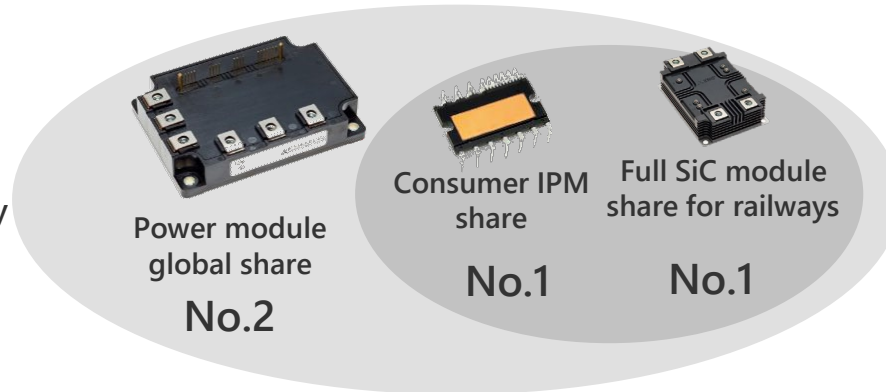 Power module
global share
No.2
Consumer IPM
share
No.1
Full SiC module
share for railways
No.1